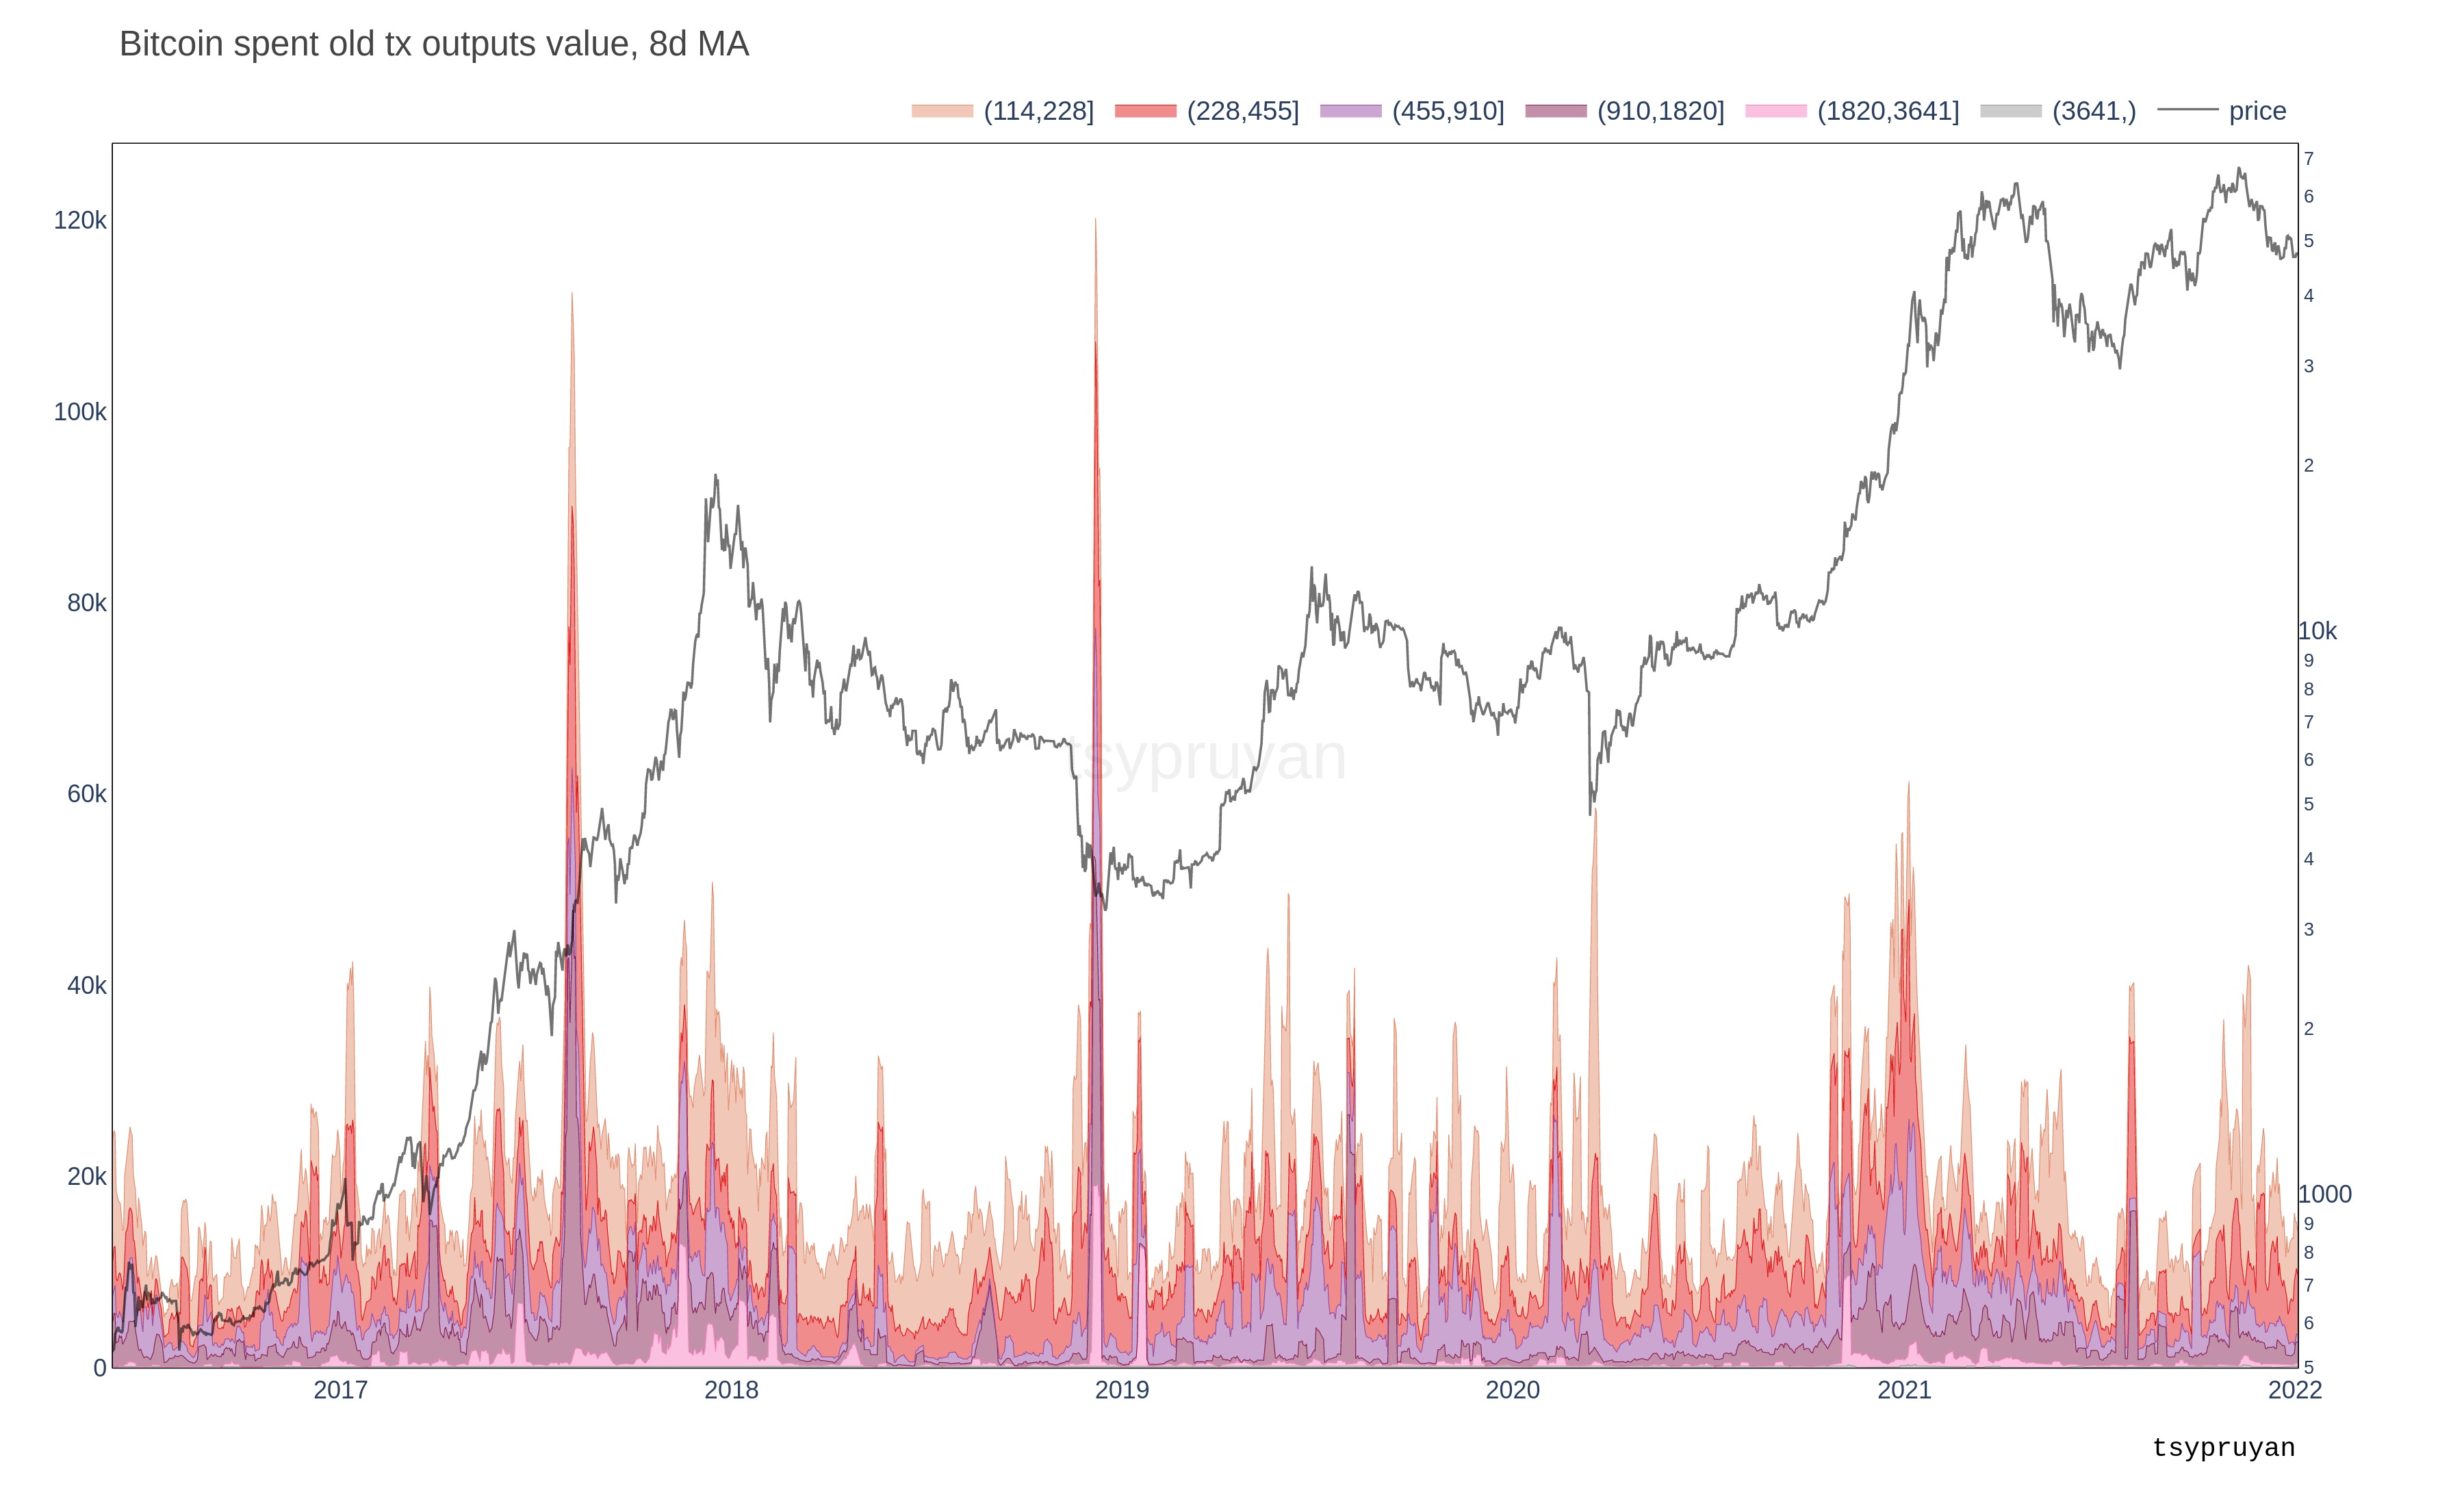 Bitcoin spent old tx outputs value, 8d MA
(114,228] (228,455] (455,910] (910,1820] (1820,3641] (3641,) price
120k
100k
80k
60k
40k
20k
0
7
6
5
4
3
2
10k
9
8
7
6
5
4
3
2
1000
9
8
7
6
5
tsypruyan
2017 2018 2019 2020 2021 2022
tsypruyan